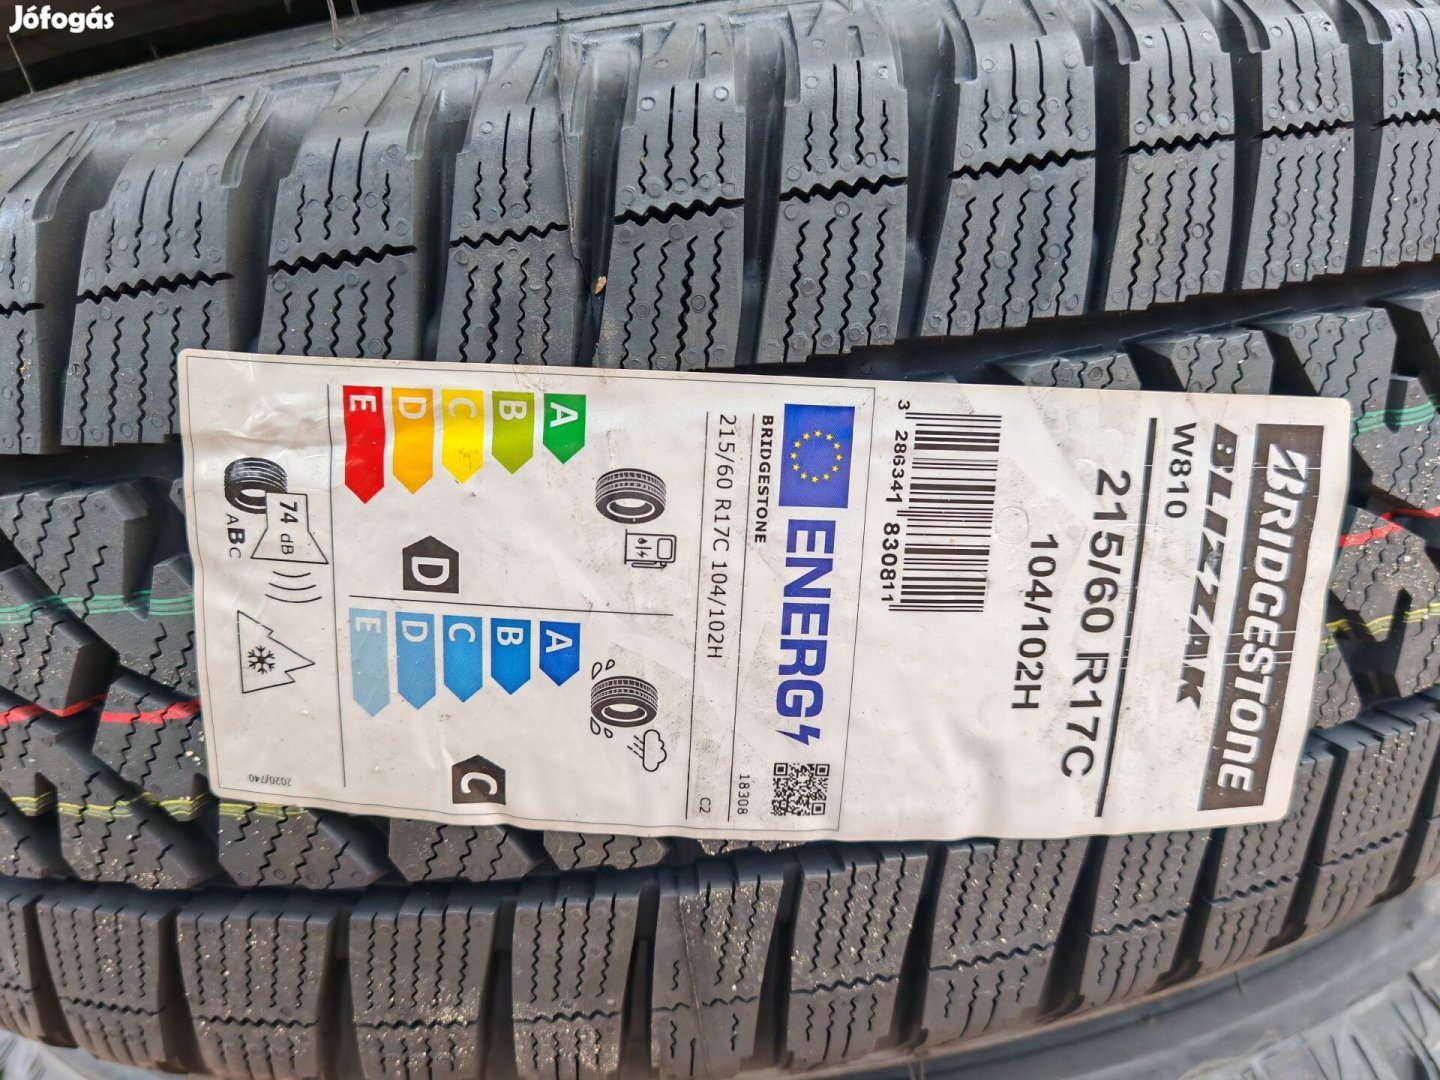 Jófogás
BRIDGESTONE
BLIZZAK
W810
215/60 R17C
104/102H
3 286341 830811
ENERG
BRIDGESTONE
18308
215/60 R17C 104/102H
C2
A
B
C
D
E
D
A
B
C
D
E
C
74 dB
ABC
2020/740